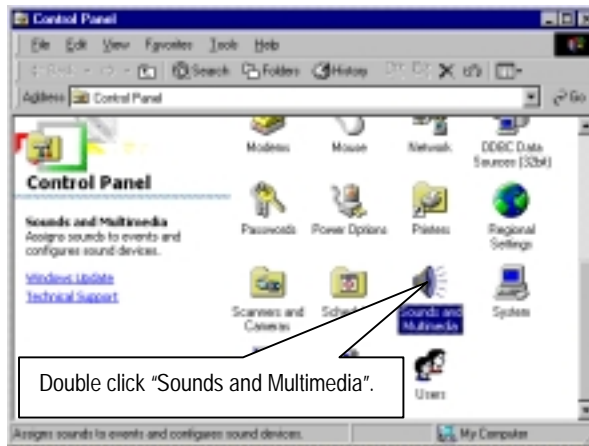 Control Panel
File Edit View Favorites Tools Help
Back Search Folders History
Address Control Panel Go
Modems Mouse Network ODBC Data
Sources (32bit)
Control Panel
Sounds and Multimedia
Assigns sounds to events and
configures sound devices.
Windows Update
Technical Support
Passwords Power Options Printers Regional
Settings
Scanners and
Cameras
Sounds and
Multimedia
System
Double click “Sounds and Multimedia”.
Users
Assigns sounds to events and configures sound devices. My Computer